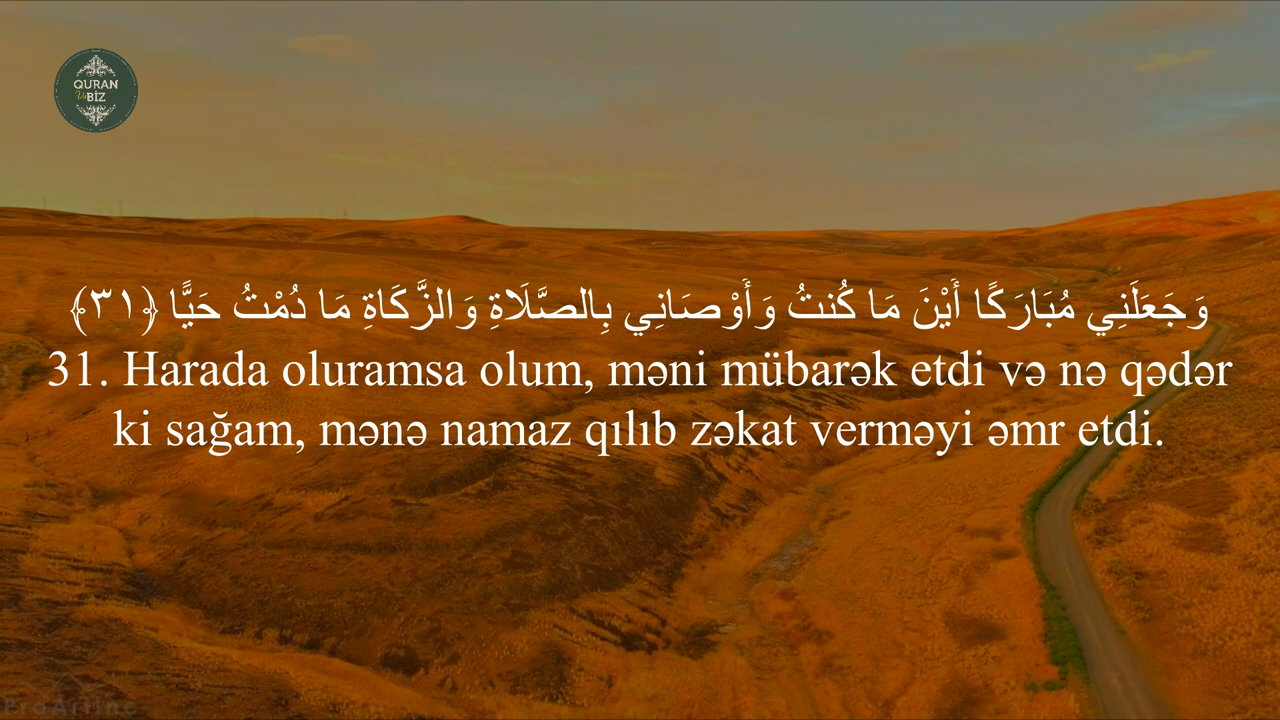 QURAN
Və BİZ
وَجَعَلَنِي مُبَارَكًا أَيْنَ مَا كُنتُ وَأَوْصَانِي بِالصَّلَاةِ وَالزَّكَاةِ مَا دُمْتُ حَيًّا ﴿٣١﴾
31. Harada oluramsa olum, məni mübarək etdi və nə qədər
ki sağam, mənə namaz qılıb zəkat verməyi əmr etdi.